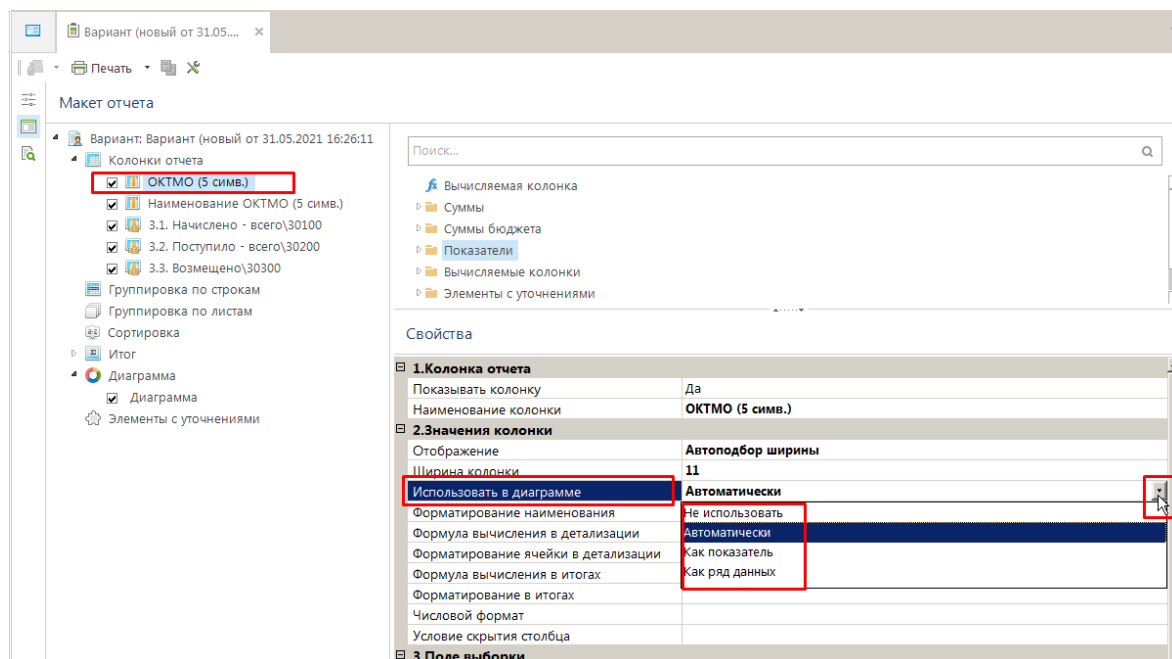 Вариант (новый от 31.05....
Печать
Макет отчета
Вариант: Вариант (новый от 31.05.2021 16:26:11
Колонки отчета
ОКТМО (5 симв.)
Наименование ОКТМО (5 симв.)
3.1. Начислено - всего\30100
3.2. Поступило - всего\30200
3.3. Возмещено\30300
Группировка по строкам
Группировка по листам
Сортировка
Итог
Диаграмма
Диаграмма
Элементы с уточнениями
Поиск...
Вычисляемая колонка
Суммы
Суммы бюджета
Показатели
Вычисляемые колонки
Элементы с уточнениями
Свойства
1.Колонка отчета
Показывать колонку Да
Наименование колонки ОКТМО (5 симв.)
2.Значения колонки
Отображение Автоподбор ширины
Ширина колонки 11
Использовать в диаграмме Автоматически
Форматирование наименования Не использовать
Формула вычисления в детализации Автоматически
Форматирование ячейки в детализации Как показатель
Формула вычисления в итогах Как ряд данных
Форматирование в итогах
Числовой формат
Условие скрытия столбца
3.Поле выборки